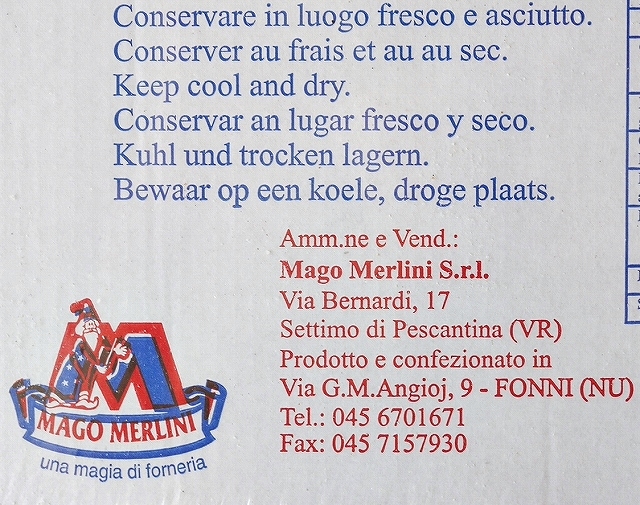 Conservare in luogo fresco e asciutto.
Conserver au frais et au au sec.
Keep cool and dry.
Conservar an lugar fresco y seco.
Kuhl und trocken lagern.
Bewaar op een koele, droge plaats.
Amm.ne e Vend.:
Mago Merlini S.r.l.
Via Bernardi, 17
Settimo di Pescantina (VR)
Prodotto e confezionato in
Via G.M.Angioj, 9 - FONNI (NU)
Tel.: 045 6701671
Fax: 045 7157930
M
MAGO MERLINI
una magia di forneria